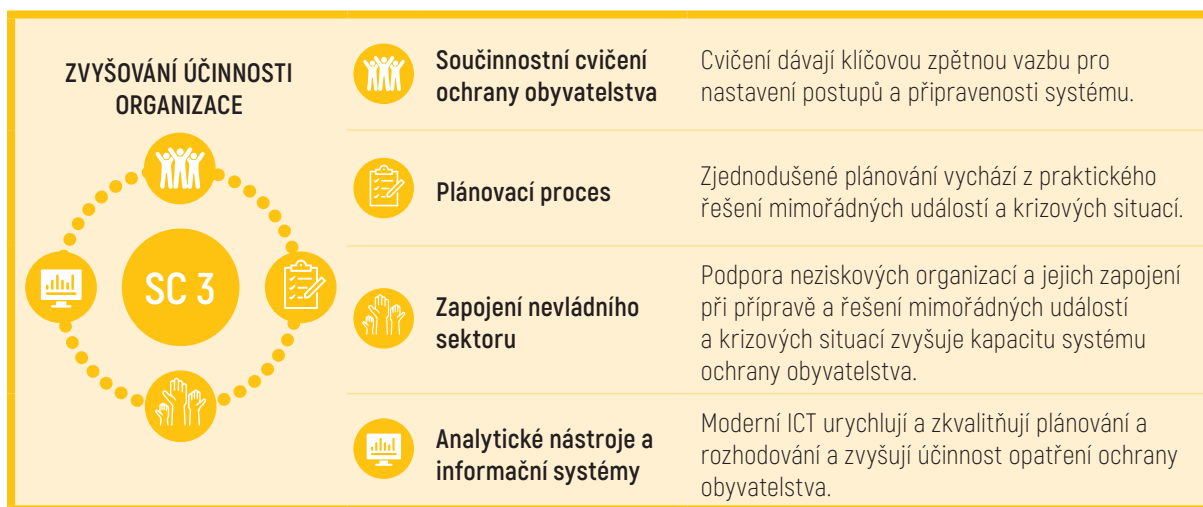 ZVYŠOVÁNÍ ÚČINNOSTI
ORGANIZACE
SC 3
Součinnostní cvičení
ochrany obyvatelstva
Cvičení dávají klíčovou zpětnou vazbu pro
nastavení postupů a připravenosti systému.
Plánovací proces
Zjednodušené plánování vychází z praktického
řešení mimořádných událostí a krizových situací.
Zapojení nevládního
sektoru
Podpora neziskových organizací a jejich zapojení
při přípravě a řešení mimořádných událostí
a krizových situací zvyšuje kapacitu systému
ochrany obyvatelstva.
Analytické nástroje a
informační systémy
Moderní ICT urychlují a zkvalitňují plánování a
rozhodování a zvyšují účinnost opatření ochrany
obyvatelstva.